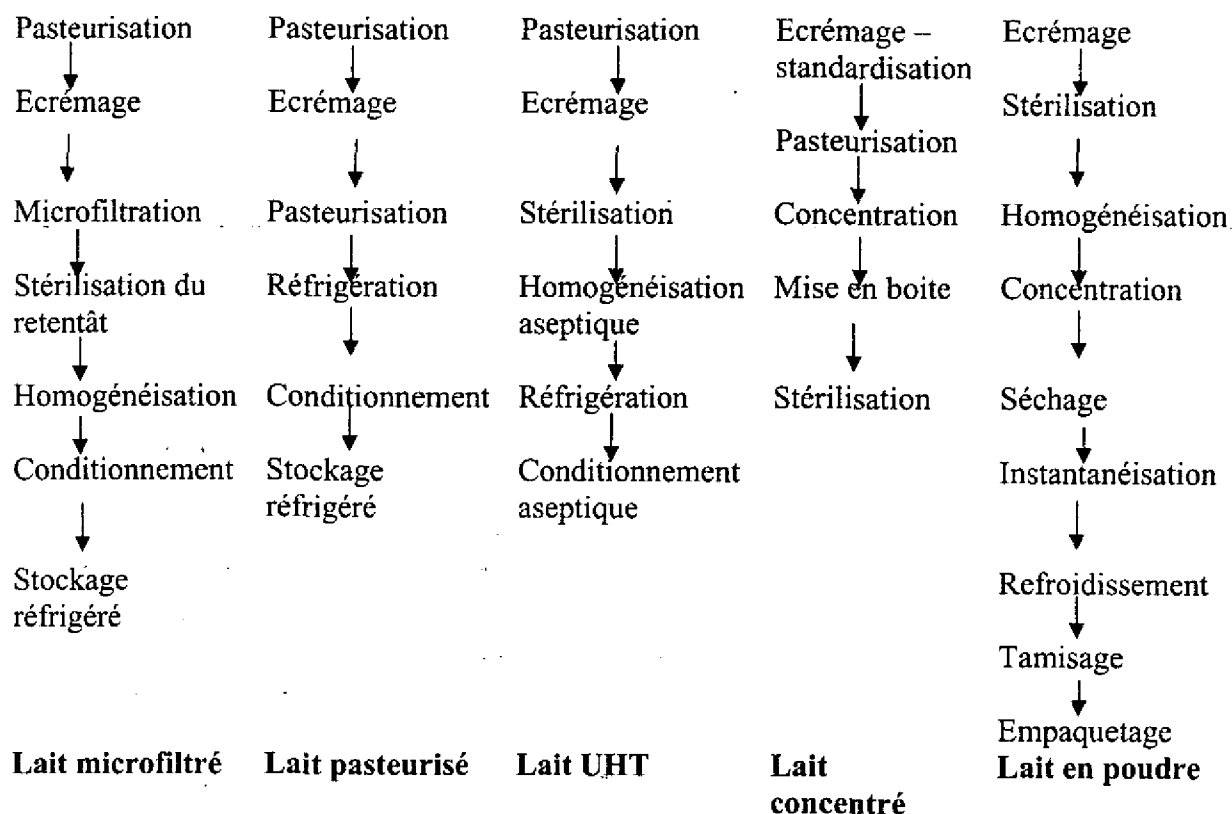 Pasteurisation
Ecrémage
Microfiltration
Stérilisation du
retentât
Homogénéisation
Conditionnement
Stockage
réfrigéré
Lait microfiltré
Pasteurisation
Ecrémage
Pasteurisation
Réfrigération
Conditionnement
Stockage
réfrigéré
Lait pasteurisé
Pasteurisation
Ecrémage
Stérilisation
Homogénéisation
aseptique
Réfrigération
Conditionnement
aseptique
Lait UHT
Ecrémage –
standardisation
Pasteurisation
Concentration
Mise en boite
Stérilisation
Lait
concentré
Ecrémage
Stérilisation
Homogénéisation
Concentration
Séchage
Instantanéisation
Refroidissement
Tamisage
Empaquetage
Lait en poudre